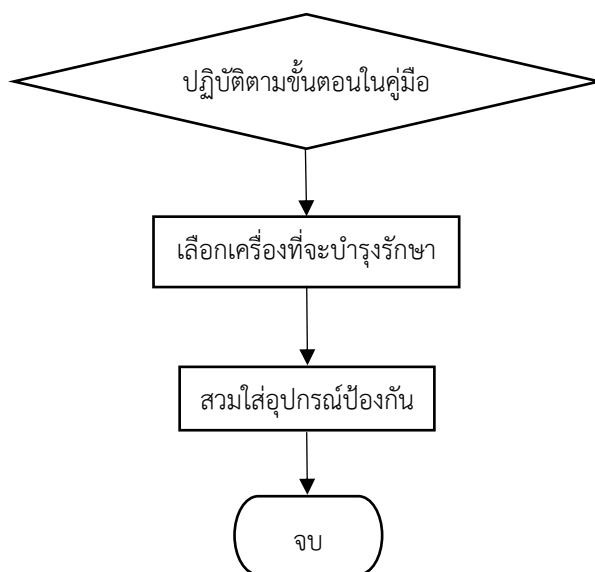 ปฏิบัติตามขั้นตอนในคู่มือ
เลือกเครื่องที่จะบำรุงรักษา
สวมใส่อุปกรณ์ป้องกัน
จบ